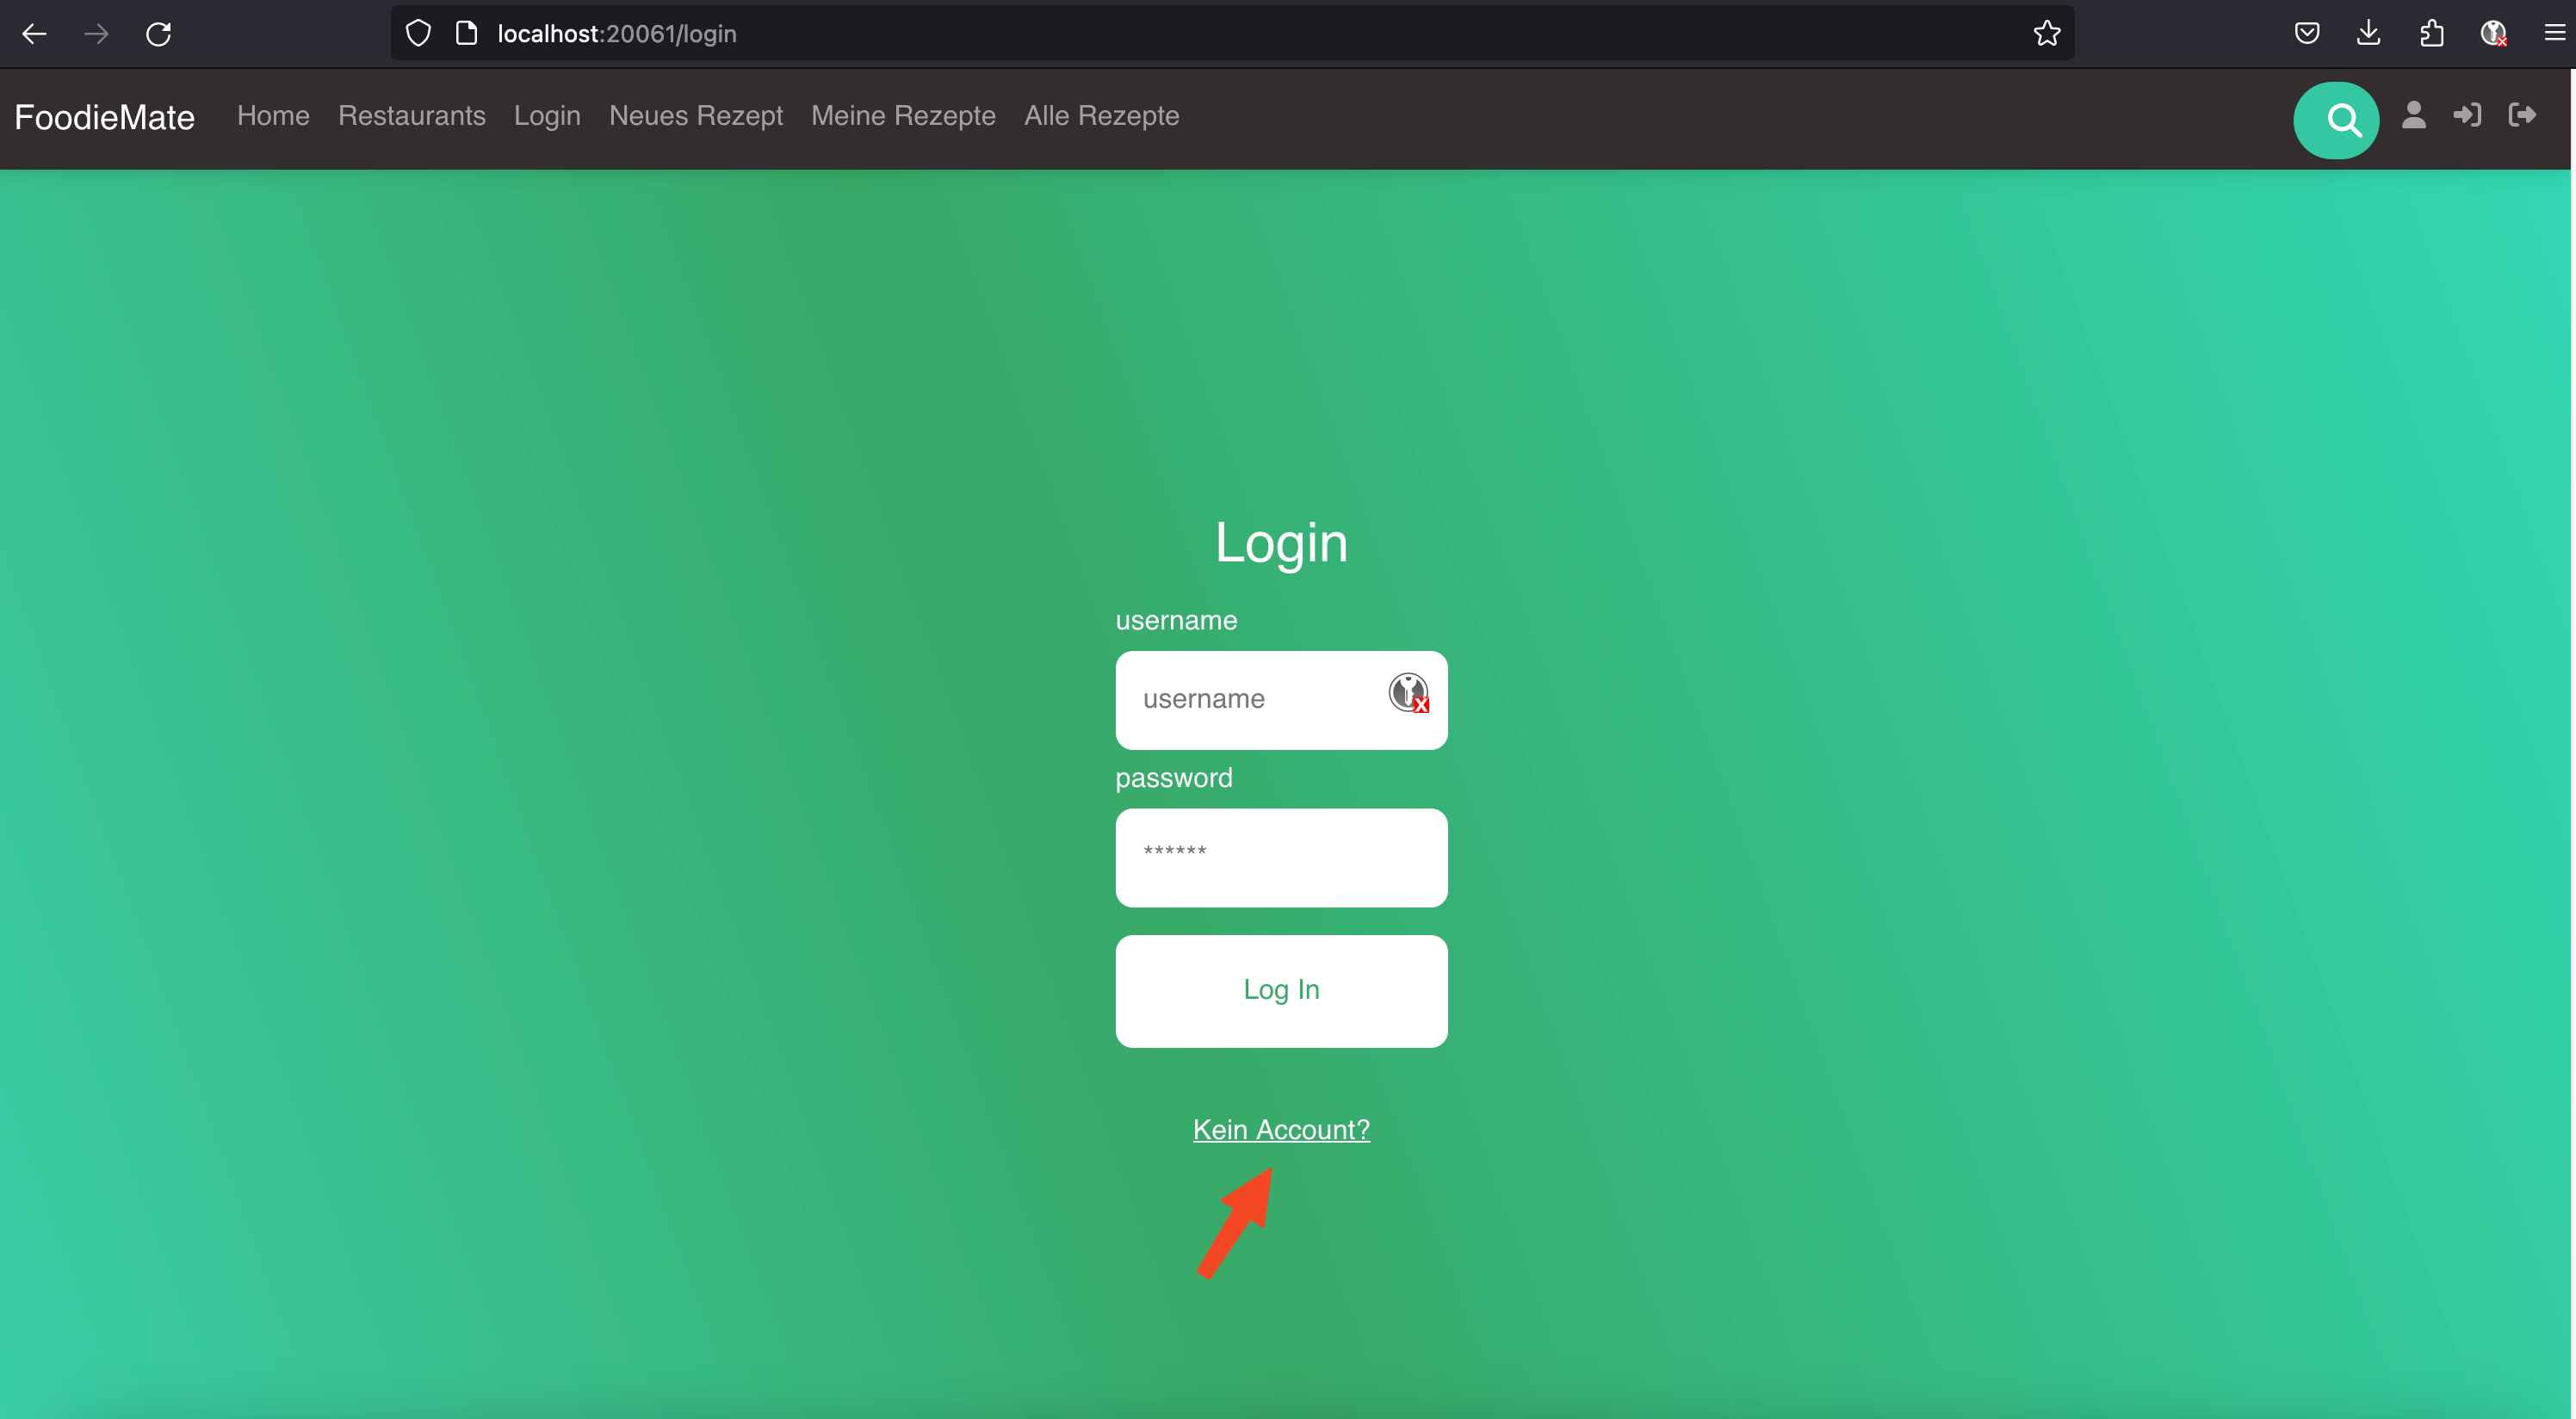 localhost:20061/login
FoodieMate Home Restaurants Login Neues Rezept Meine Rezepte Alle Rezepte
Login
username
username
password
******
Log In
Kein Account?